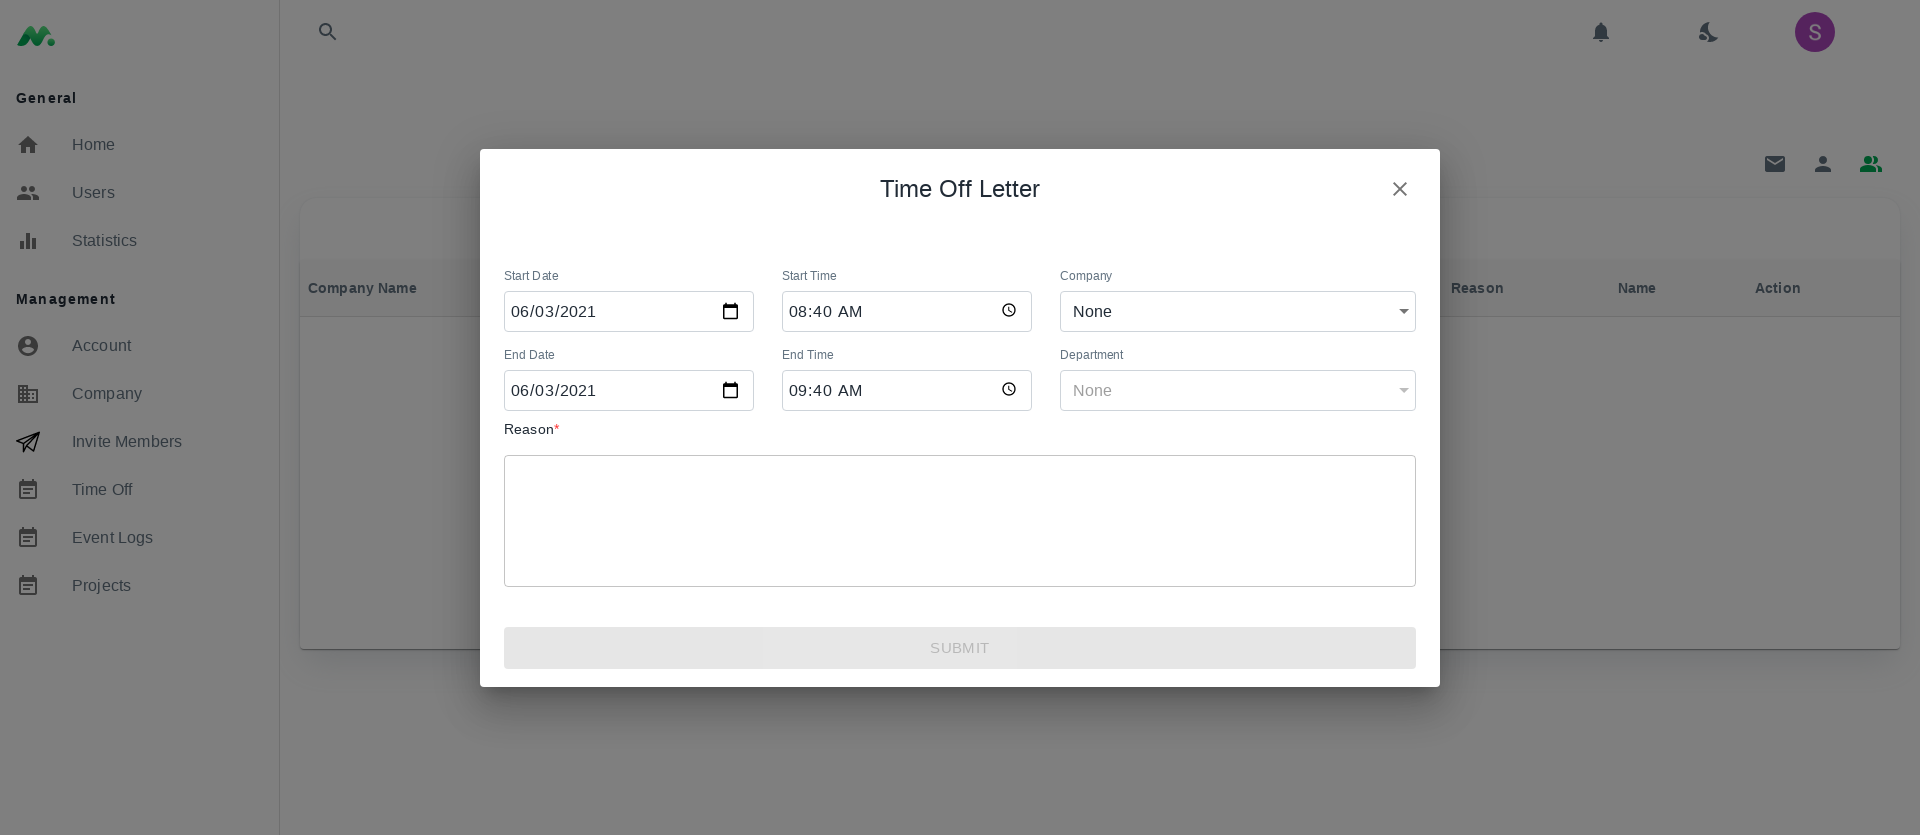 S
General
Home
Users
Statistics
Management
Account
Company
Invite Members
Time Off
Event Logs
Projects
Company Name
Reason
Name
Action
Time Off Letter
Start Date
Start Time
Company
06/03/2021
08:40 AM
None
End Date
End Time
Department
06/03/2021
09:40 AM
None
Reason*
SUBMIT